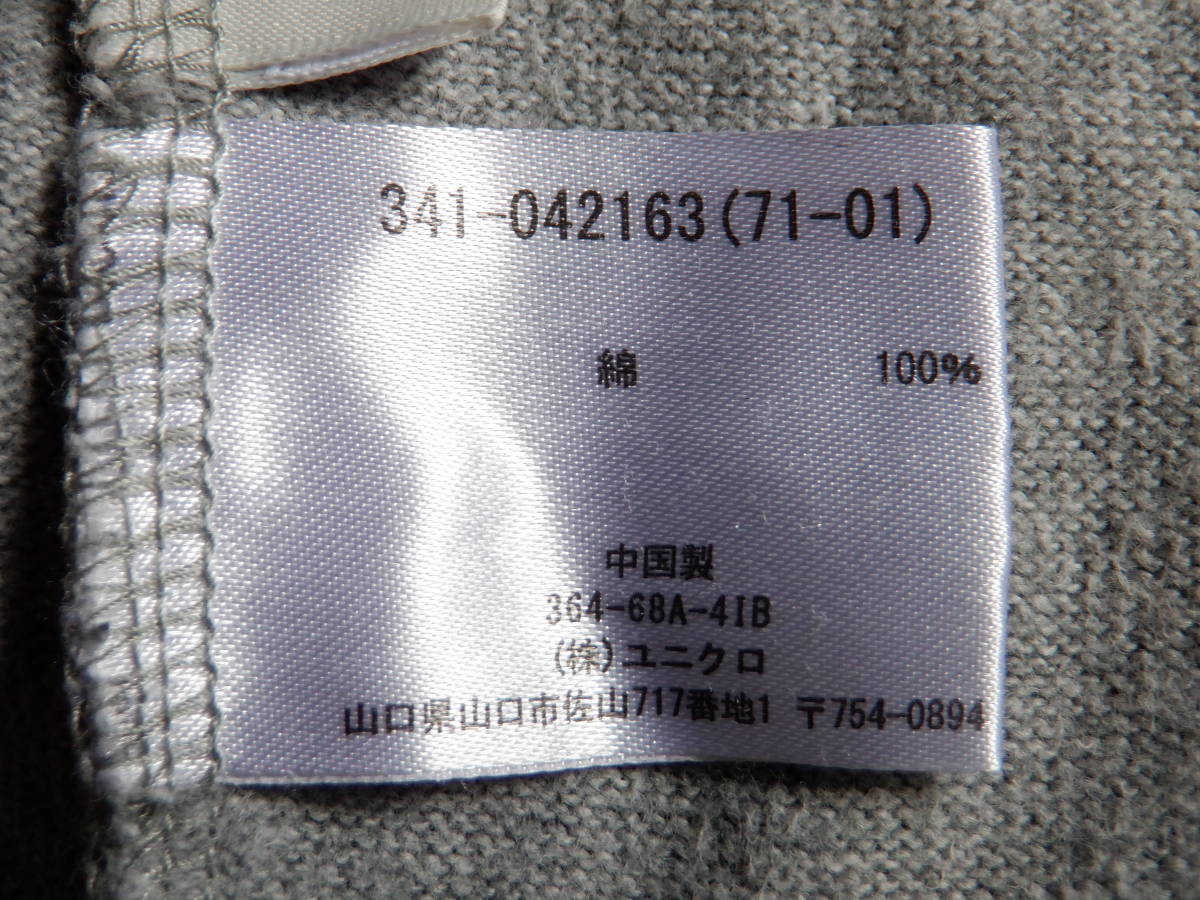 341-042163(71-01)
綿 100%
中国製
364-68A-4IB
(株)ユニクロ
山口県山口市佐山717番地1 〒754-0894